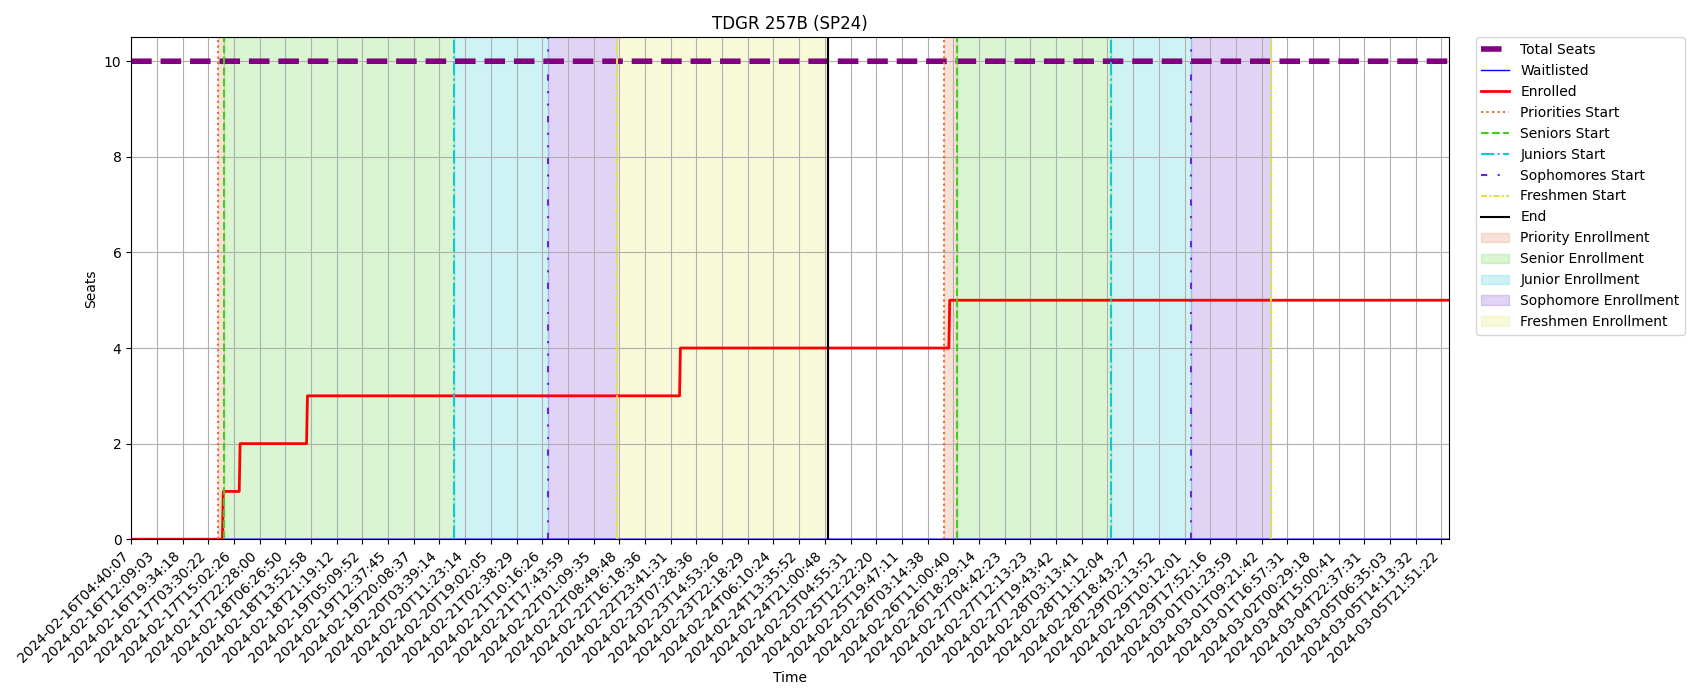 TDGR 257B (SP24)
Seats
10
8
6
4
2
0
2024-02-16T04:40:07
2024-02-16T12:09:03
2024-02-16T19:34:18
2024-02-17T03:30:22
2024-02-17T15:02:26
2024-02-17T22:28:00
2024-02-18T06:26:50
2024-02-18T13:52:58
2024-02-18T21:19:12
2024-02-19T05:09:52
2024-02-19T12:37:45
2024-02-19T20:08:37
2024-02-20T03:39:14
2024-02-20T11:23:14
2024-02-20T19:02:05
2024-02-21T02:38:29
2024-02-21T10:16:26
2024-02-21T17:43:59
2024-02-22T01:09:35
2024-02-22T08:49:48
2024-02-22T16:18:36
2024-02-22T23:41:31
2024-02-23T07:28:36
2024-02-23T14:53:26
2024-02-23T22:18:29
2024-02-24T06:10:24
2024-02-24T13:35:52
2024-02-24T21:00:48
2024-02-25T04:55:31
2024-02-25T12:22:20
2024-02-25T19:47:11
2024-02-26T03:14:38
2024-02-26T11:00:40
2024-02-26T18:29:14
2024-02-27T04:42:23
2024-02-27T12:13:23
2024-02-27T19:43:42
2024-02-28T03:13:41
2024-02-28T11:12:04
2024-02-28T18:43:27
2024-02-29T02:13:52
2024-02-29T10:12:01
2024-02-29T17:52:16
2024-03-01T01:23:59
2024-03-01T09:21:42
2024-03-01T16:57:31
2024-03-02T00:29:18
2024-03-04T15:00:41
2024-03-04T22:37:31
2024-03-05T06:35:03
2024-03-05T14:13:32
2024-03-05T21:51:22
Time
Total Seats
Waitlisted
Enrolled
Priorities Start
Seniors Start
Juniors Start
Sophomores Start
Freshmen Start
End
Priority Enrollment
Senior Enrollment
Junior Enrollment
Sophomore Enrollment
Freshmen Enrollment